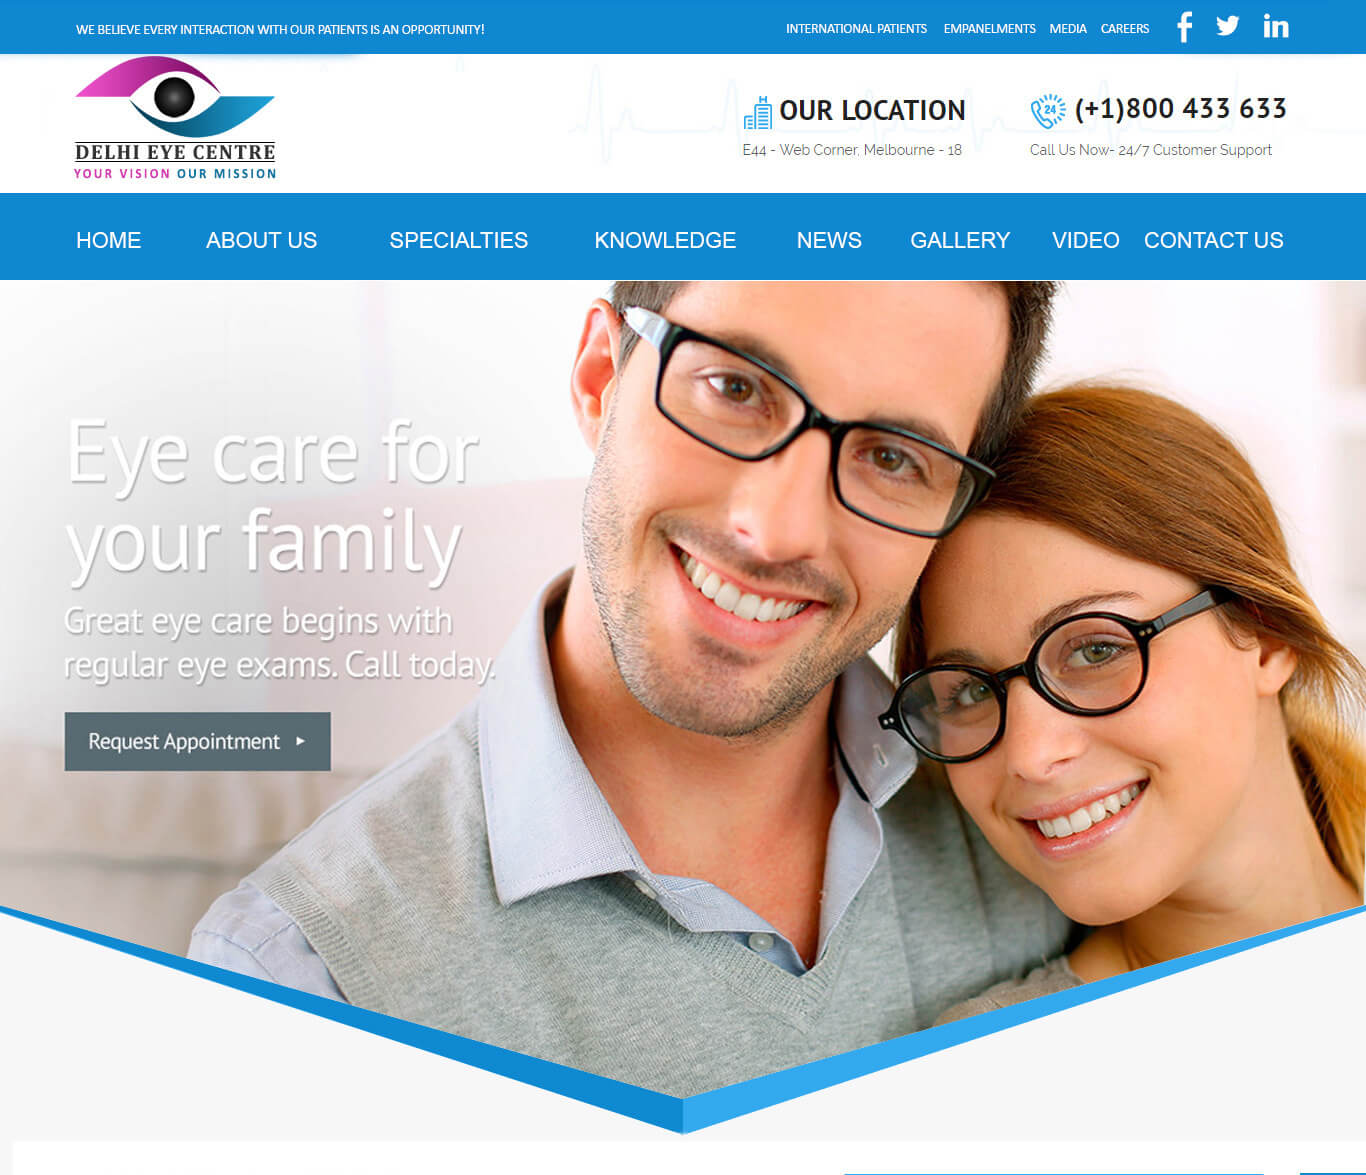 WE BELIEVE EVERY INTERACTION WITH OUR PATIENTS IS AN OPPORTUNITY!
INTERNATIONAL PATIENTS EMPANELMENTS MEDIA CAREERS
DELHI EYE CENTRE
YOUR VISION OUR MISSION
OUR LOCATION
E44 - Web Corner, Melbourne - 18
24
(+1)800 433 633
Call Us Now- 24/7 Customer Support
HOME ABOUT US SPECIALTIES KNOWLEDGE NEWS GALLERY VIDEO CONTACT US
Eye care for
your family
Great eye care begins with
regular eye exams. Call today.
Request Appointment